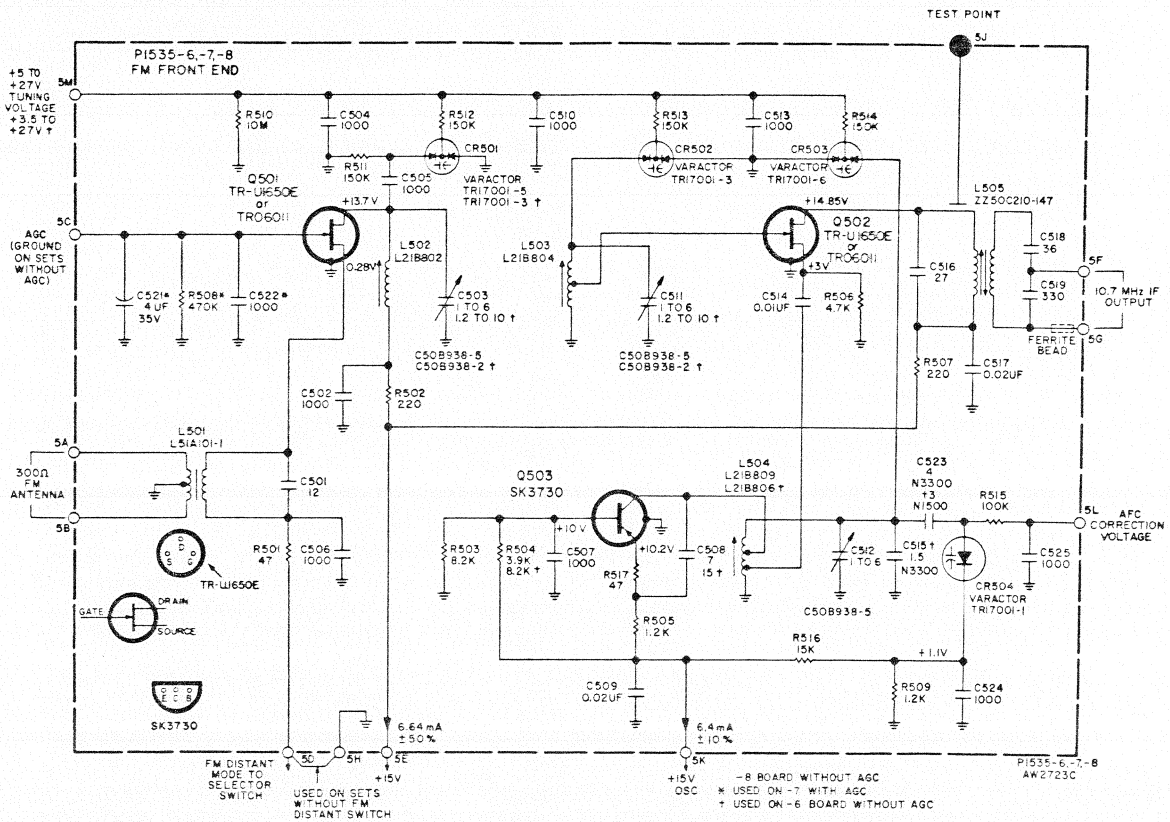 TEST POINT
5J
P1535-6,-7,-8
FM FRONT END
+5 TO
+27V
TUNING
VOLTAGE
+3.5 TO
+27V †
5M
R510
10M
C504
1000
R512
150K
C510
1000
R513
150K
C513
1000
R514
150K
CR501
R511
150K
C505
1000
VARACTOR
TR17001-5
TR17001-3 †
CR502
VARACTOR
TR17001-3
CR503
VARACTOR
TR17001-6
L505
ZZ50C210-147
Q501
TR-U1650E
or
TR06011
+13.7V
0.28V
5C
AGC
(GROUND
ON SETS
WITHOUT
AGC)
L502
L21B802
L503
L21B804
+14.85V
Q502
TR-U1650E
or
TR06011
+3V
C518
36
C519
330
5F
10.7 MHz IF
OUTPUT
5G
FERRITE
BEAD
C521*
4UF
35V
R508*
470K
C522*
1000
C503
1 TO 6
1.2 TO 10 †
C50B938-5
C50B938-2 †
C511
1 TO 6
1.2 TO 10 †
C50B938-5
C50B938-2 †
C514
0.01UF
R506
4.7K
C516
27
R507
220
C517
0.02UF
C502
1000
R502
220
5A
300Ω
FM
ANTENNA
5B
L501
L51A101-1
C501
12
R501
47
C506
1000
D
S G
TR-U1650E
GATE
DRAIN
SOURCE
E C B
SK3730
Q503
SK3730
+10V
+10.2V
R503
8.2K
R504
3.9K
8.2K †
C507
1000
R517
47
C508
7
15 †
R505
1.2K
L504
L21B809
L21B806 †
C512
1 TO 6
C50B938-5
C515 †
1.5
N3300
C523
4
N3300
+3
N1500
R515
100K
5L
AFC
CORRECTION
VOLTAGE
C525
1000
CR504
VARACTOR
TR17001-1
R516
15K
+1.1V
R509
1.2K
C524
1000
C509
0.02UF
6.64mA
±50%
6.4mA
±10%
5D
5H
5E
+15V
5K
+15V
OSC
FM DISTANT
MODE TO
SELECTOR
SWITCH
USED ON SETS
WITHOUT FM
DISTANT SWITCH
-8 BOARD WITHOUT AGC
* USED ON -7 WITH AGC
† USED ON -6 BOARD WITHOUT AGC
P1535-6,-7,-8
AW2723C